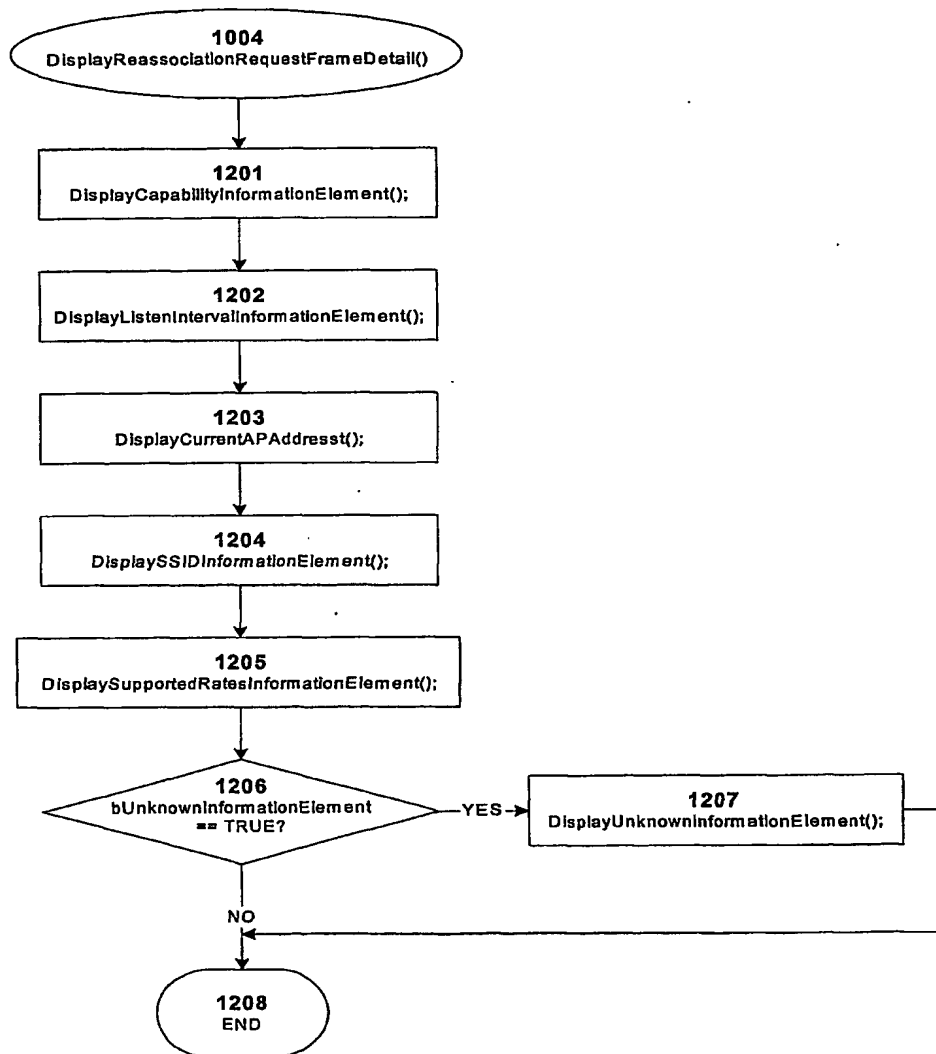 1004
DisplayReassociationRequestFrameDetail()
1201
DisplayCapabilityInformationElement();
1202
DisplayListenIntervalInformationElement();
1203
DisplayCurrentAPAddresst();
1204
DisplaySSIDInformationElement();
1205
DisplaySupportedRatesInformationElement();
1206
bUnknownInformationElement
== TRUE?
YES
1207
DisplayUnknownInformationElement();
NO
1208
END